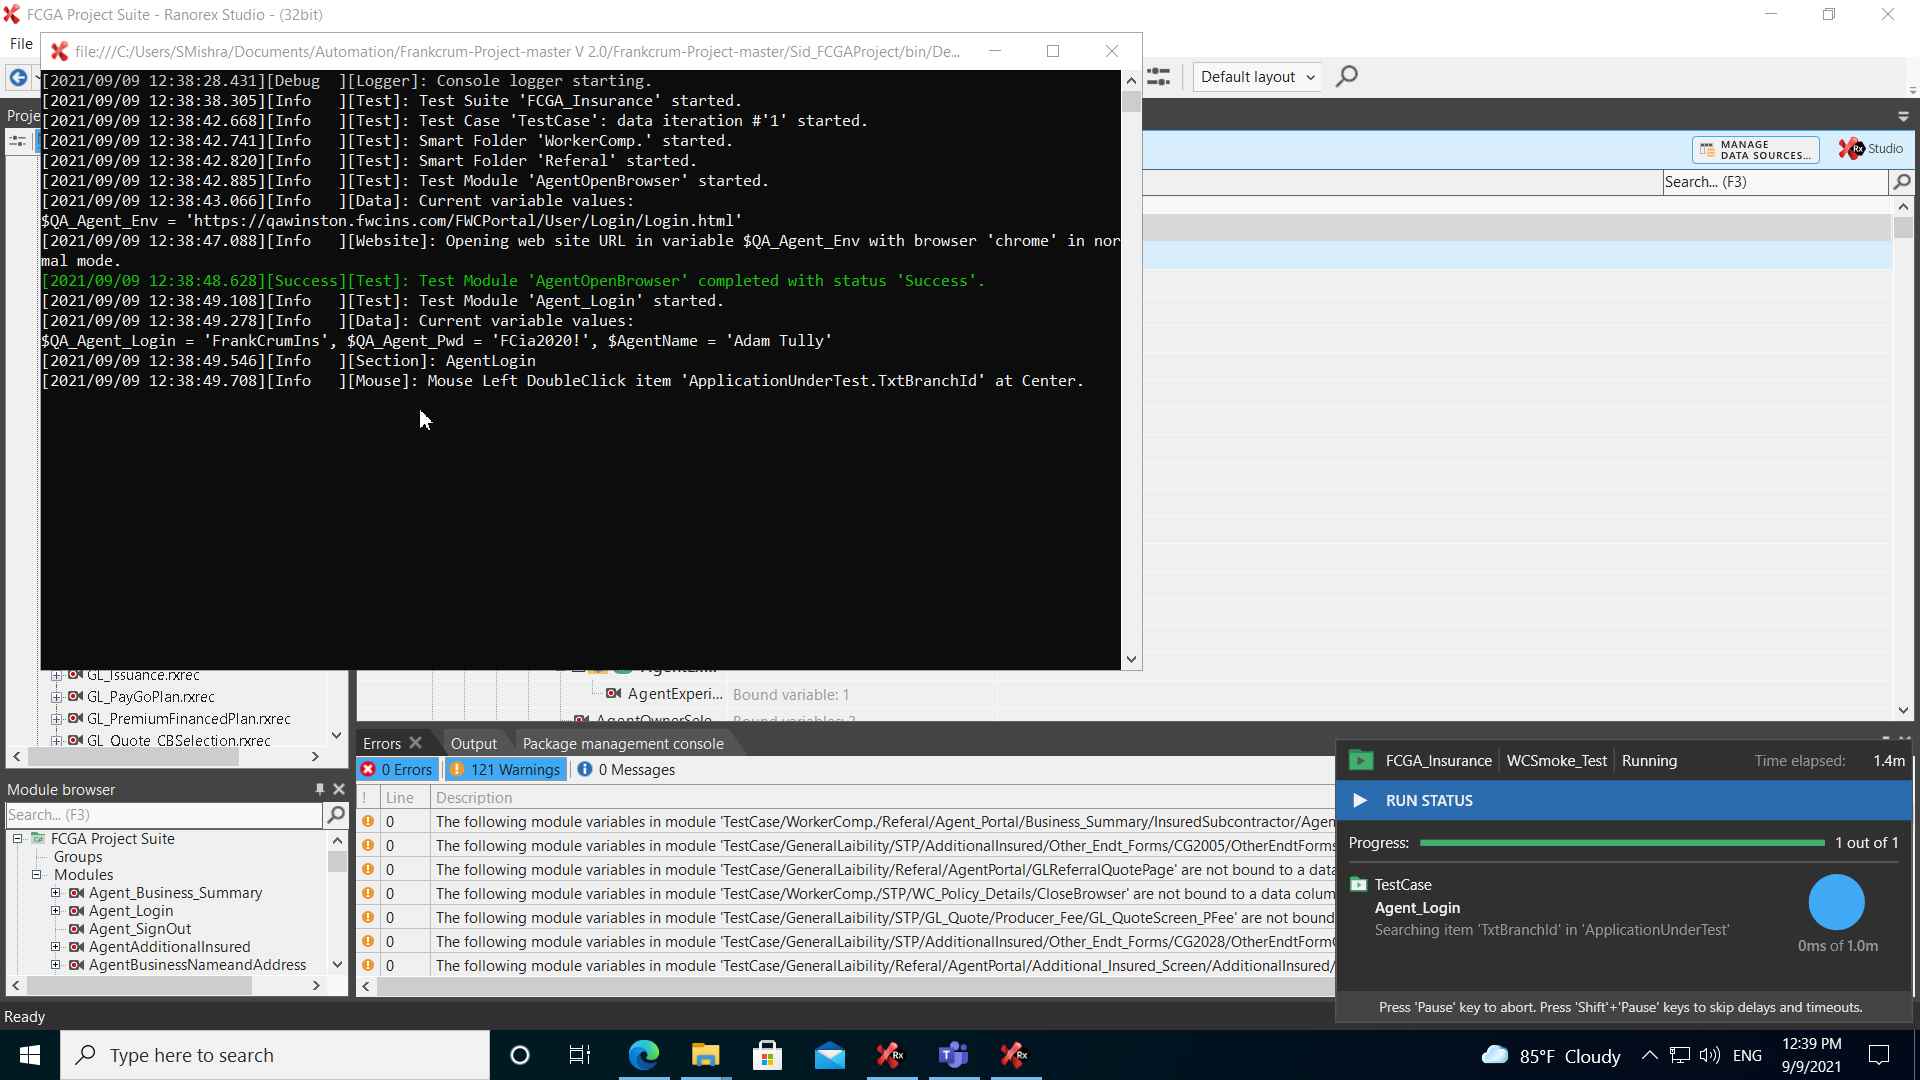 FCGA Project Suite - Ranorex Studio - (32bit)
File
file:///C:/Users/SMishra/Documents/Automation/Frankcrum-Project-master V 2.0/Frankcrum-Project-master/Sid_FCGAProject/bin/De...
Default layout
[2021/09/09 12:38:28.431][Debug  ][Logger]: Console logger starting.
[2021/09/09 12:38:38.305][Info   ][Test]: Test Suite 'FCGA_Insurance' started.
[2021/09/09 12:38:42.668][Info   ][Test]: Test Case 'TestCase': data iteration #'1' started.
[2021/09/09 12:38:42.741][Info   ][Test]: Smart Folder 'WorkerComp.' started.
[2021/09/09 12:38:42.820][Info   ][Test]: Smart Folder 'Referal' started.
[2021/09/09 12:38:42.885][Info   ][Test]: Test Module 'AgentOpenBrowser' started.
[2021/09/09 12:38:43.066][Info   ][Data]: Current variable values:
$QA_Agent_Env = 'https://qawinston.fwcins.com/FWCPortal/User/Login/Login.html'
[2021/09/09 12:38:47.088][Info   ][Website]: Opening web site URL in variable $QA_Agent_Env with browser 'chrome' in nor
mal mode.
[2021/09/09 12:38:48.628][Success][Test]: Test Module 'AgentOpenBrowser' completed with status 'Success'.
[2021/09/09 12:38:49.108][Info   ][Test]: Test Module 'Agent_Login' started.
[2021/09/09 12:38:49.278][Info   ][Data]: Current variable values:
$QA_Agent_Login = 'FrankCrumIns', $QA_Agent_Pwd = 'FCia2020!', $AgentName = 'Adam Tully'
[2021/09/09 12:38:49.546][Info   ][Section]: AgentLogin
[2021/09/09 12:38:49.708][Info   ][Mouse]: Mouse Left DoubleClick item 'ApplicationUnderTest.TxtBranchId' at Center.
Proje
MANAGE
DATA SOURCES...
Rx Studio
Search... (F3)
GL_Issuance.rxrec
GL_PayGoPlan.rxrec
GL_PremiumFinancedPlan.rxrec
GL_Quote_CBSelection.rxrec
AgentExperi... Bound variable: 1
AgentOwnerSele...
Errors Output Package management console
0 Errors 121 Warnings 0 Messages
! Line Description
0 The following module variables in module 'TestCase/WorkerComp./Referal/Agent_Portal/Business_Summary/InsuredSubcontractor/Agen
0 The following module variables in module 'TestCase/GeneralLaibility/STP/AdditionalInsured/Other_Endt_Forms/CG2005/OtherEndtForms
0 The following module variables in module 'TestCase/GeneralLaibility/Referal/AgentPortal/GLReferralQuotePage' are not bound to a data
0 The following module variables in module 'TestCase/WorkerComp./STP/WC_Policy_Details/CloseBrowser' are not bound to a data colum
0 The following module variables in module 'TestCase/GeneralLaibility/STP/GL_Quote/Producer_Fee/GL_QuoteScreen_PFee' are not bound
0 The following module variables in module 'TestCase/GeneralLaibility/STP/AdditionalInsured/Other_Endt_Forms/CG2028/OtherEndtForm
0 The following module variables in module 'TestCase/GeneralLaibility/Referal/AgentPortal/Additional_Insured_Screen/AdditionalInsured/
Module browser
Search... (F3)
FCGA Project Suite
Groups
Modules
Agent_Business_Summary
Agent_Login
Agent_SignOut
AgentAdditionalInsured
AgentBusinessNameandAddress
FCGA_Insurance WCSmoke_Test Running Time elapsed: 1.4m
RUN STATUS
Progress: 1 out of 1
TestCase
Agent_Login
Searching item 'TxtBranchId' in 'ApplicationUnderTest'
0ms of 1.0m
Press 'Pause' key to abort. Press 'Shift'+'Pause' keys to skip delays and timeouts.
Ready
Type here to search
Rx
Rx
85°F Cloudy
ENG
12:39 PM
9/9/2021